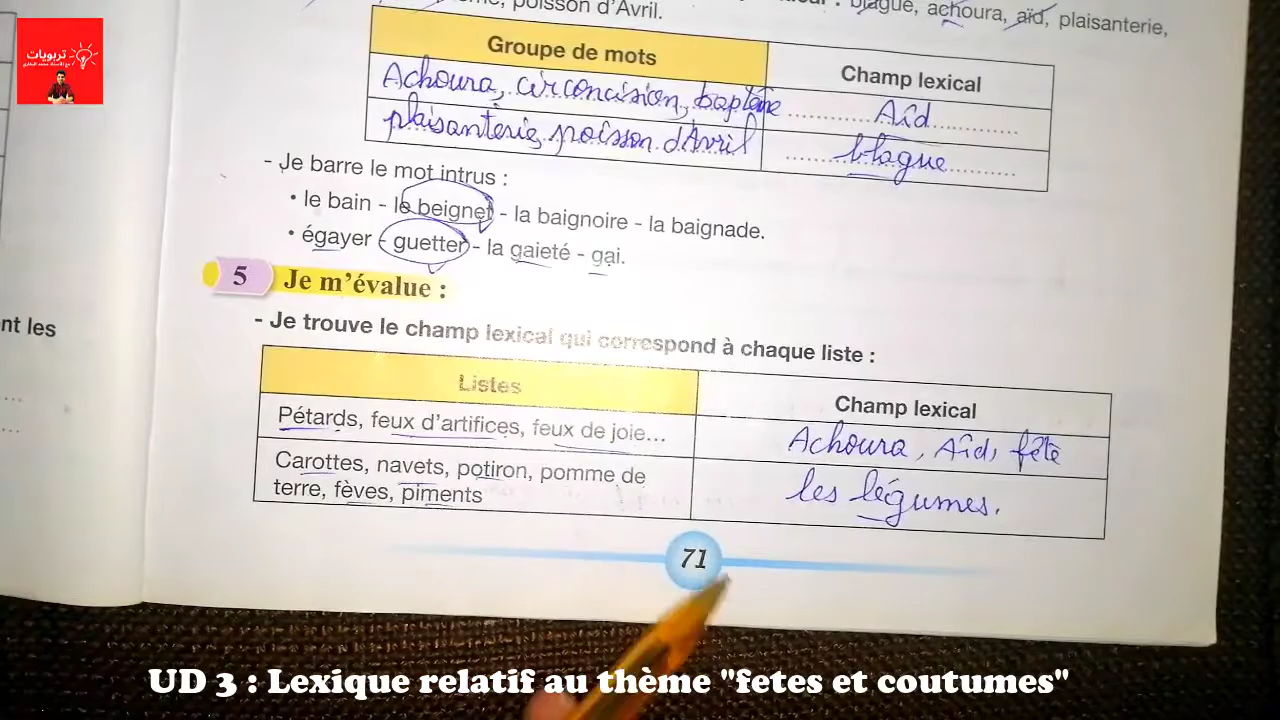 poisson d'Avril.
: blague, achoura, aïd, plaisanterie,
Groupe de mots
Champ lexical
Achoura, circoncision, baptême
Aïd
plaisanterie, poisson d'Avril
blague
- Je barre le mot intrus :
• le bain - le beignet - la baignoire - la baignade.
• égayer - guetter - la gaieté - gai.
5 Je m'évalue :
nt les
- Je trouve le champ lexical qui correspond à chaque liste :
Listes
Champ lexical
Pétards, feux d'artifices, feux de joie...
Achoura, Aïd, fête
Carottes, navets, potiron, pomme de
terre, fèves, piments
les légumes.
71
تربويات
UD 3 : Lexique relatif au thème "fetes et coutumes"